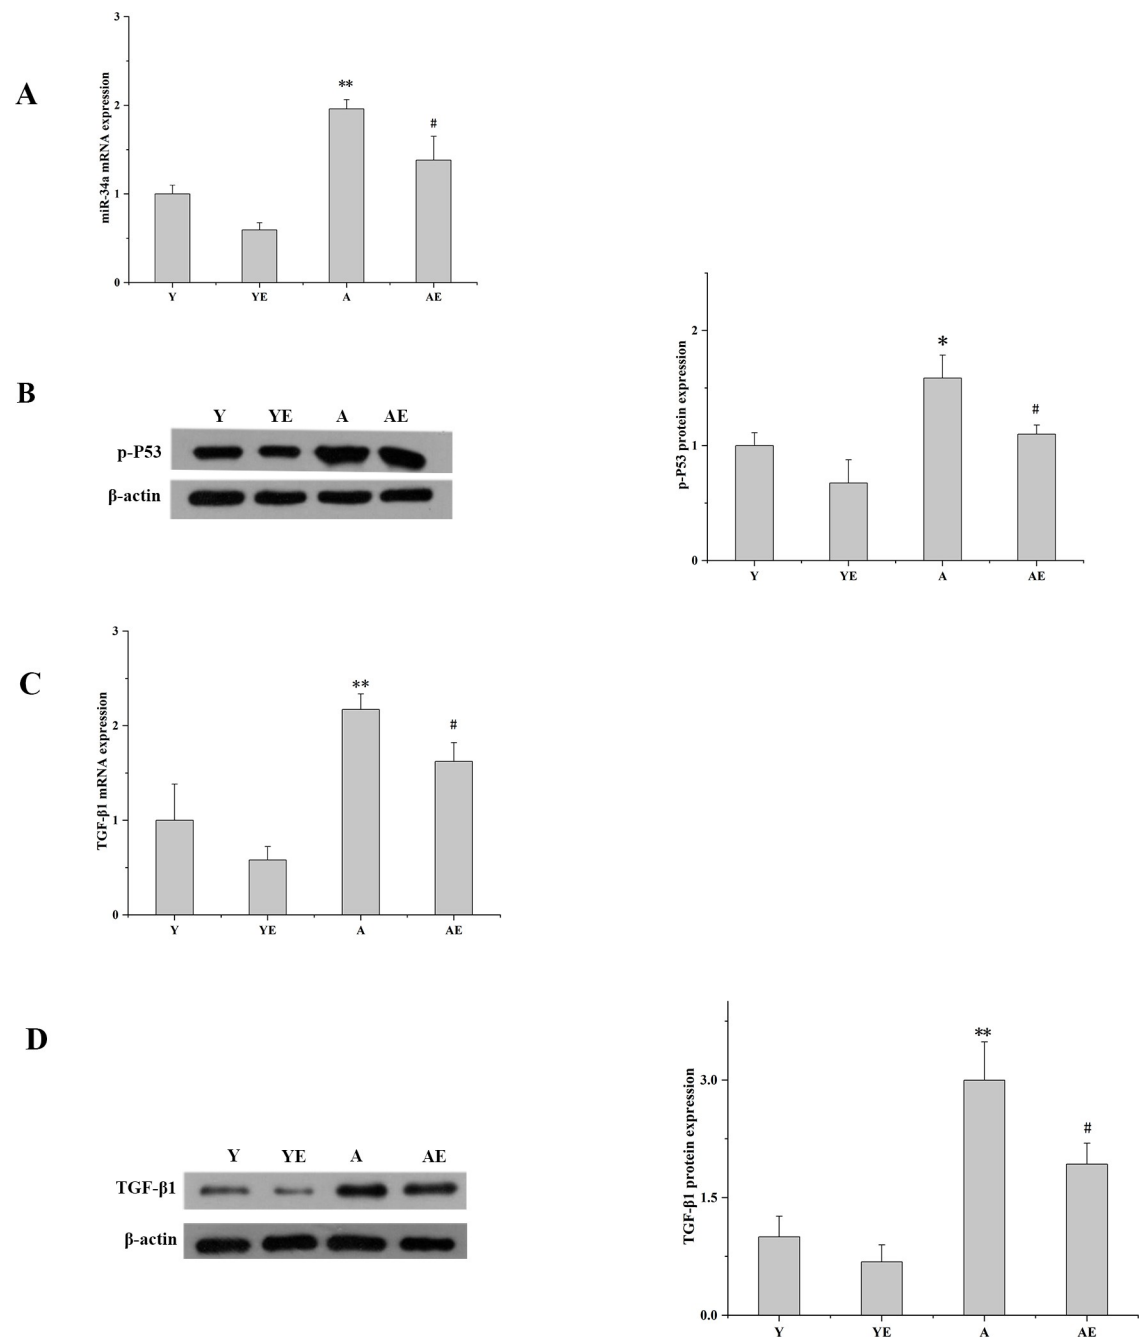 A
miR-34a mRNA expression
3
2
1
0
**
#
Y YE A AE
B
Y YE A AE
p-P53
β-actin
p-P53 protein expression
2
1
0
*
#
Y YE A AE
C
TGF-β1 mRNA expression
3
2
1
0
**
#
Y YE A AE
D
Y YE A AE
TGF-β1
β-actin
TGF-β1 protein expression
3.0
1.5
0.0
**
#
Y YE A AE